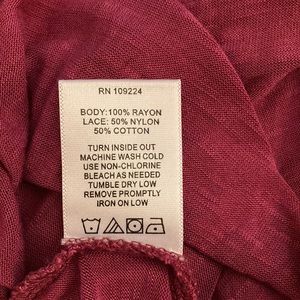 RN 109224
BODY: 100% RAYON
LACE: 50% NYLON
50% COTTON
TURN INSIDE OUT
MACHINE WASH COLD
USE NON-CHLORINE
BLEACH AS NEEDED
TUMBLE DRY LOW
REMOVE PROMPTLY
IRON ON LOW